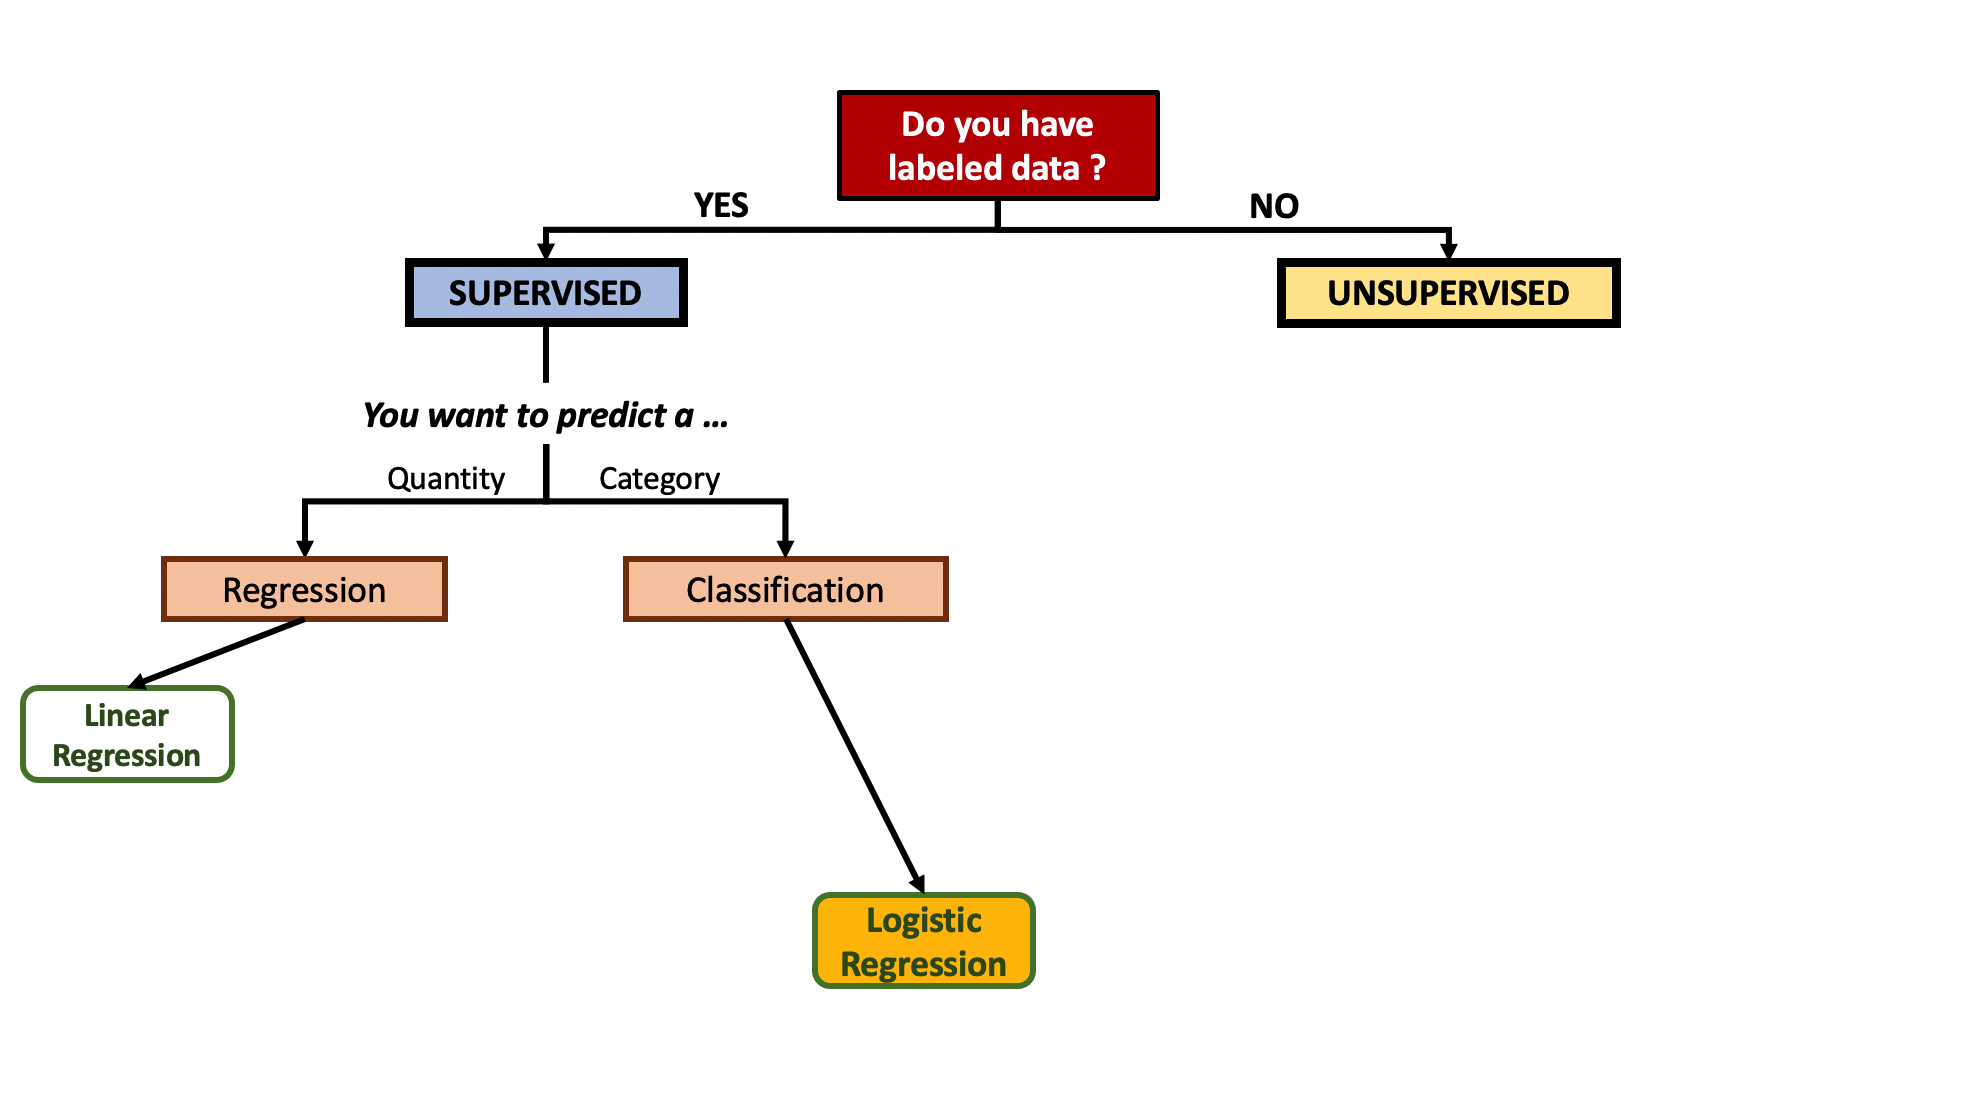 Do you have
labeled data ?
YES
NO
SUPERVISED
UNSUPERVISED
You want to predict a ...
Quantity
Category
Regression
Classification
Linear
Regression
Logistic
Regression